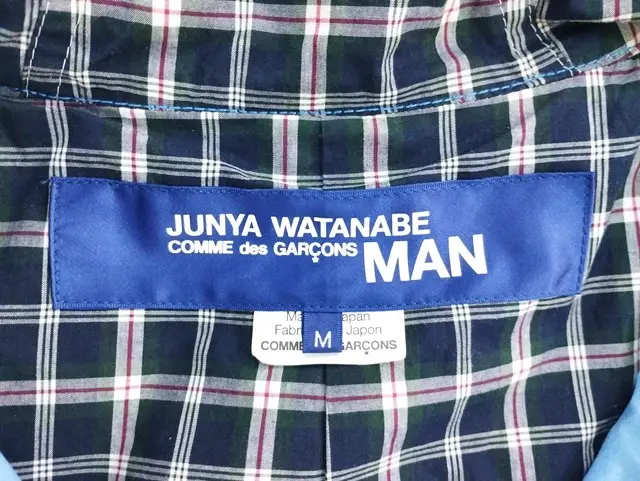 JUNYA WATANABE
COMME des GARÇONS MAN
Japan
M
Japon
COMME GARÇONS